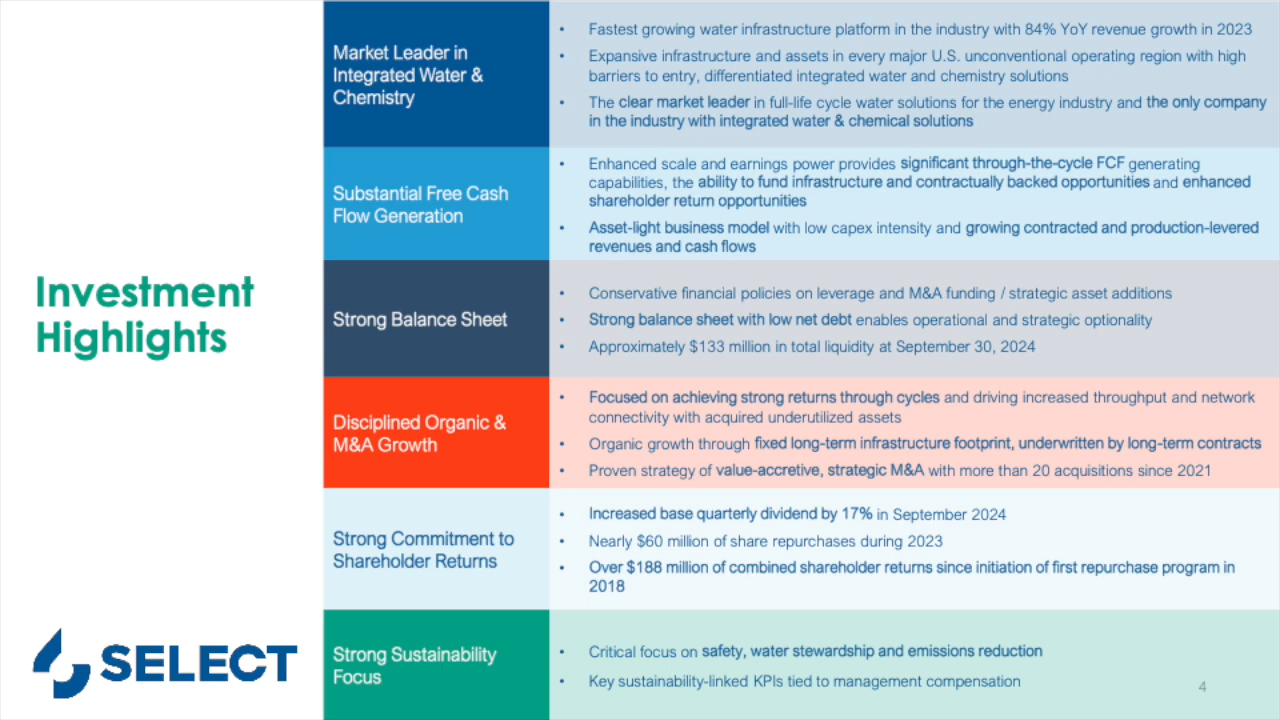 Investment
Highlights
Market Leader in
Integrated Water &
Chemistry
• Fastest growing water infrastructure platform in the industry with 84% YoY revenue growth in 2023
• Expansive infrastructure and assets in every major U.S. unconventional operating region with high
barriers to entry, differentiated integrated water and chemistry solutions
• The clear market leader in full-life cycle water solutions for the energy industry and the only company
in the industry with integrated water & chemical solutions
Substantial Free Cash
Flow Generation
• Enhanced scale and earnings power provides significant through-the-cycle FCF generating
capabilities, the ability to fund infrastructure and contractually backed opportunities and enhanced
shareholder return opportunities
• Asset-light business model with low capex intensity and growing contracted and production-levered
revenues and cash flows
Strong Balance Sheet
• Conservative financial policies on leverage and M&A funding / strategic asset additions
• Strong balance sheet with low net debt enables operational and strategic optionality
• Approximately $133 million in total liquidity at September 30, 2024
Disciplined Organic &
M&A Growth
• Focused on achieving strong returns through cycles and driving increased throughput and network
connectivity with acquired underutilized assets
• Organic growth through fixed long-term infrastructure footprint, underwritten by long-term contracts
• Proven strategy of value-accretive, strategic M&A with more than 20 acquisitions since 2021
Strong Commitment to
Shareholder Returns
• Increased base quarterly dividend by 17% in September 2024
• Nearly $60 million of share repurchases during 2023
• Over $188 million of combined shareholder returns since initiation of first repurchase program in
2018
Strong Sustainability
Focus
• Critical focus on safety, water stewardship and emissions reduction
• Key sustainability-linked KPIs tied to management compensation
SELECT
4